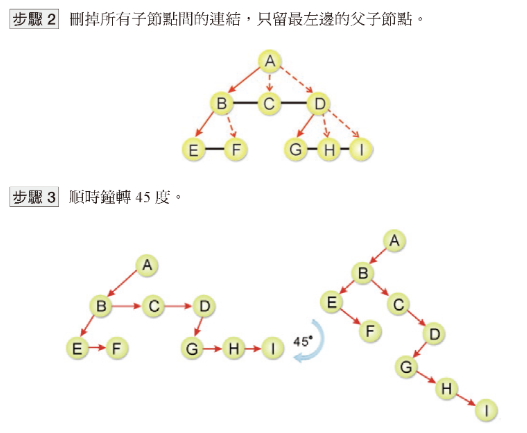 步驟 2 刪掉所有子節點間的連結，只留最左邊的父子節點。
A
B C D
E F G H I
步驟 3 順時鐘轉 45 度。
A
B C D
E F G H I
45°
A
B
E C
F D
G
H
I